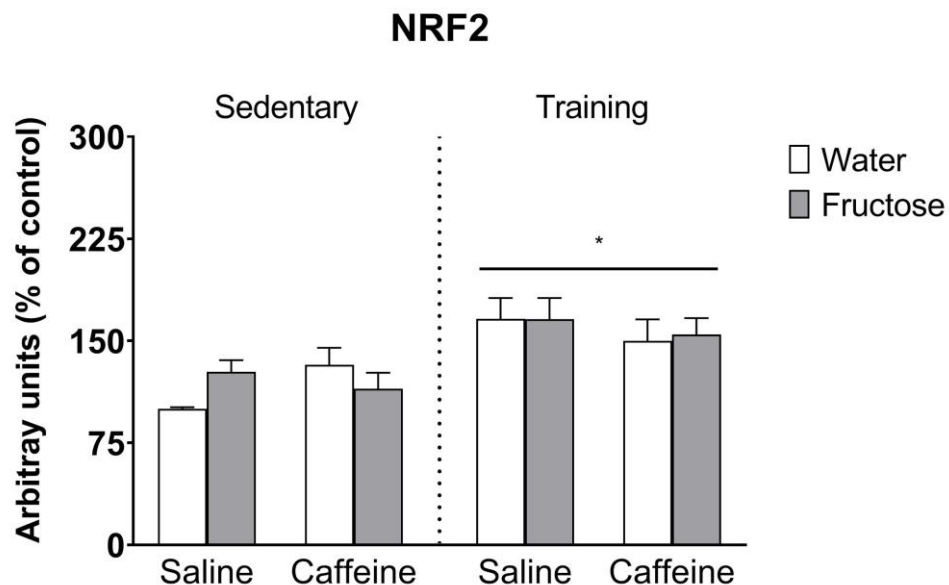 NRF2
Sedentary Training
Arbitray units (% of control)
300
225
150
75
0
*
Water
Fructose
Saline Caffeine Saline Caffeine